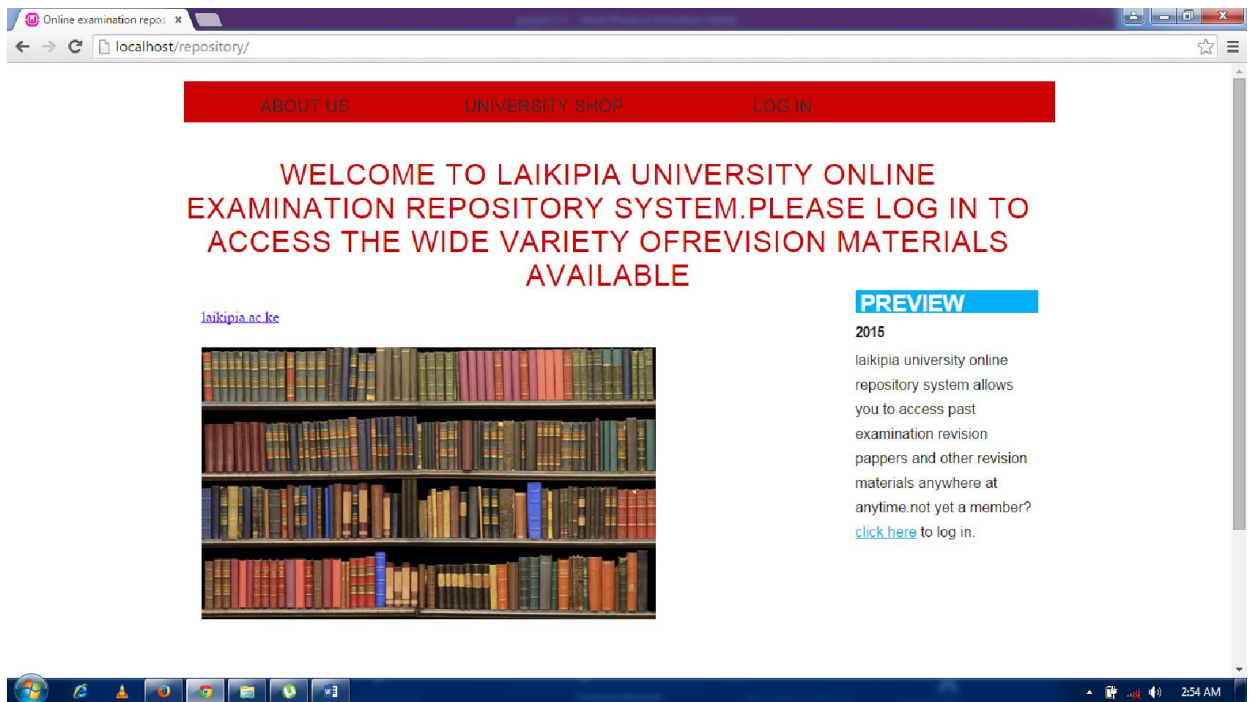 Online examination repos
localhost/repository/
ABOUT US UNIVERSITY SHOP LOG IN
WELCOME TO LAIKIPIA UNIVERSITY ONLINE
EXAMINATION REPOSITORY SYSTEM.PLEASE LOG IN TO
ACCESS THE WIDE VARIETY OFREVISION MATERIALS
AVAILABLE
laikipia.ac.ke
PREVIEW
2015
laikipia university online
repository system allows
you to access past
examination revision
pappers and other revision
materials anywhere at
anytime.not yet a member?
click here to log in.
2:54 AM